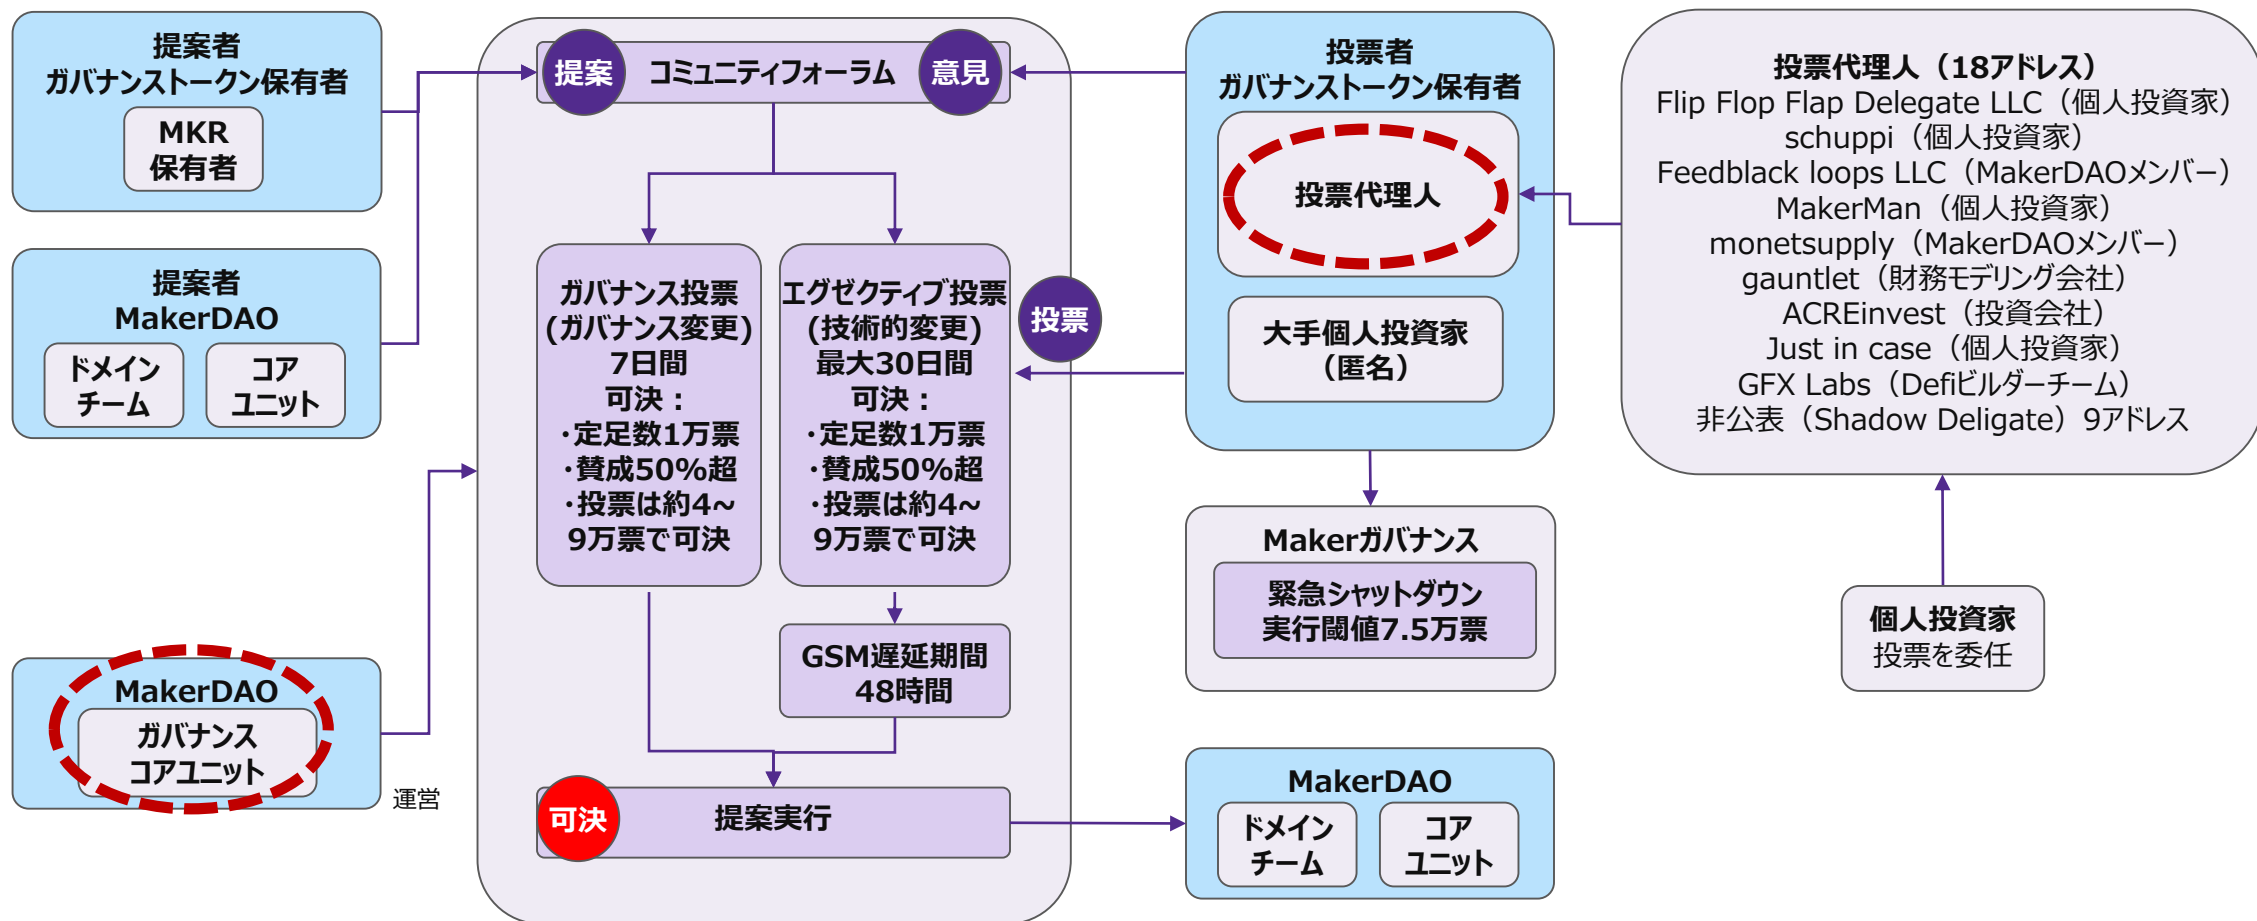 提案者
ガバナンストークン保有者
MKR
保有者
提案者
MakerDAO
ドメイン
チーム
コア
ユニット
MakerDAO
ガバナンス
コアユニット
運営
提案
コミュニティフォーラム
意見
ガバナンス投票
(ガバナンス変更)
7日間
可決：
・定足数1万票
・賛成50%超
・投票は約4~
9万票で可決
エグゼクティブ投票
(技術的変更)
最大30日間
可決：
・定足数1万票
・賛成50%超
・投票は約4~
9万票で可決
GSM遅延期間
48時間
可決
提案実行
投票
投票者
ガバナンストークン保有者
投票代理人
大手個人投資家
（匿名）
Makerガバナンス
緊急シャットダウン
実行閾値7.5万票
MakerDAO
ドメイン
チーム
コア
ユニット
投票代理人（18アドレス）
Flip Flop Flap Delegate LLC（個人投資家）
schuppi（個人投資家）
Feedblack loops LLC（MakerDAOメンバー）
MakerMan（個人投資家）
monetsupply（MakerDAOメンバー）
gauntlet（財務モデリング会社）
ACREinvest（投資会社）
Just in case（個人投資家）
GFX Labs（Defiビルダーチーム）
非公表（Shadow Deligate）9アドレス
個人投資家
投票を委任